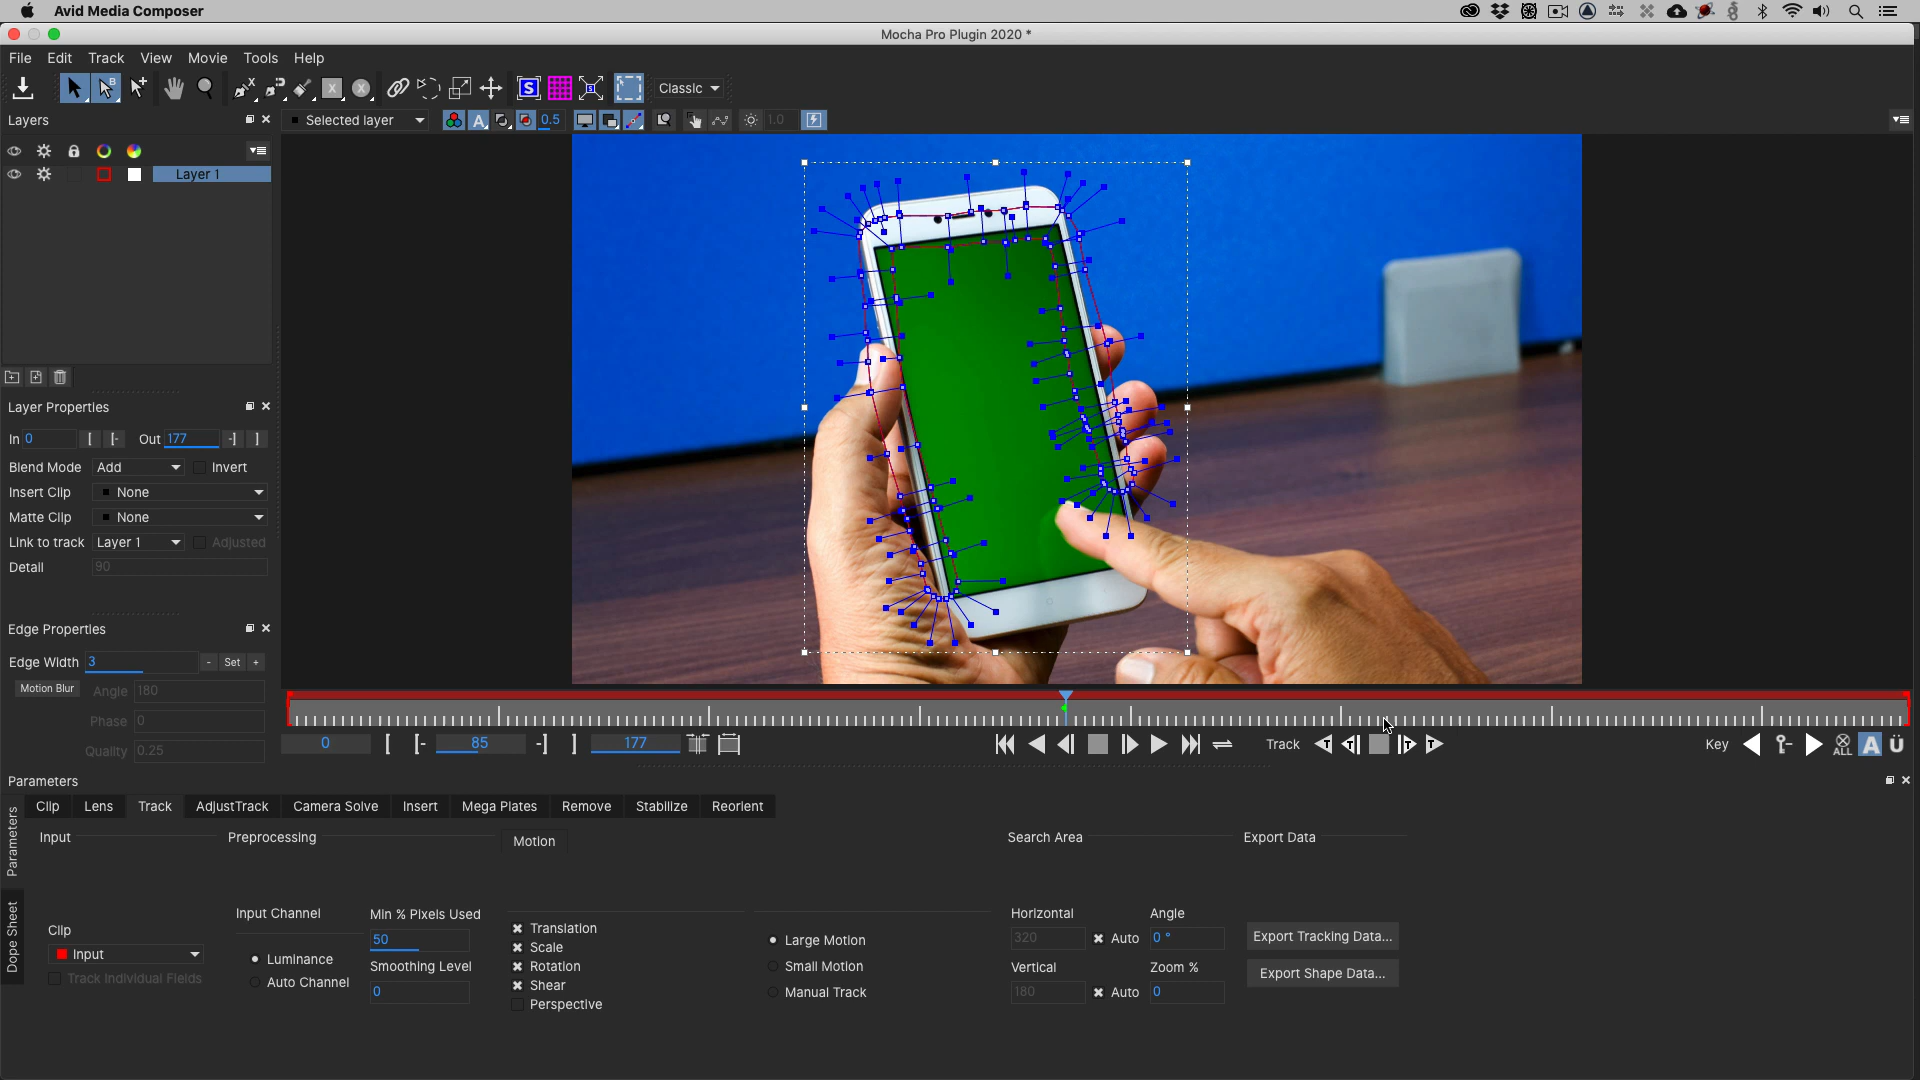 Avid Media Composer
Mocha Pro Plugin 2020 *
File Edit Track View Movie Tools Help
Classic
Layers
Selected layer
0.5
1.0
Layer 1
Layer Properties
In 0 Out 177
Blend Mode Add Invert
Insert Clip None
Matte Clip None
Link to track Layer 1 Adjusted
Detail 90
Edge Properties
Edge Width 3 - Set +
Motion Blur Angle 180
Phase 0
Quality 0.25
0 85 177 Track Key ALL A Ü
Parameters
Clip Lens Track AdjustTrack Camera Solve Insert Mega Plates Remove Stabilize Reorient
Parameters
Dope Sheet
Input Preprocessing Motion Search Area Export Data
Input Channel Min % Pixels Used Horizontal Angle
Clip 50 Translation Large Motion 320 Auto 0 ° Export Tracking Data...
Input Luminance Smoothing Level Scale
Rotation Small Motion Vertical Zoom % Export Shape Data...
Track Individual Fields Auto Channel 0 Shear Manual Track 180 Auto 0
Perspective